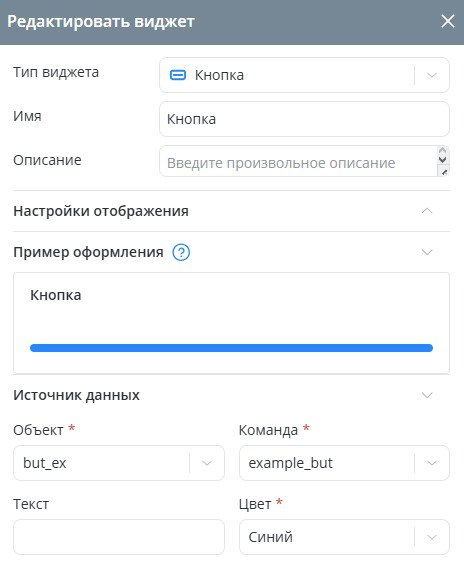 Редактировать виджет
Тип виджета
Кнопка
Имя
Кнопка
Описание
Введите произвольное описание
Настройки отображения
Пример оформления ?
Кнопка
Источник данных
Объект * Команда *
but_ex example_but
Текст Цвет *
Синий